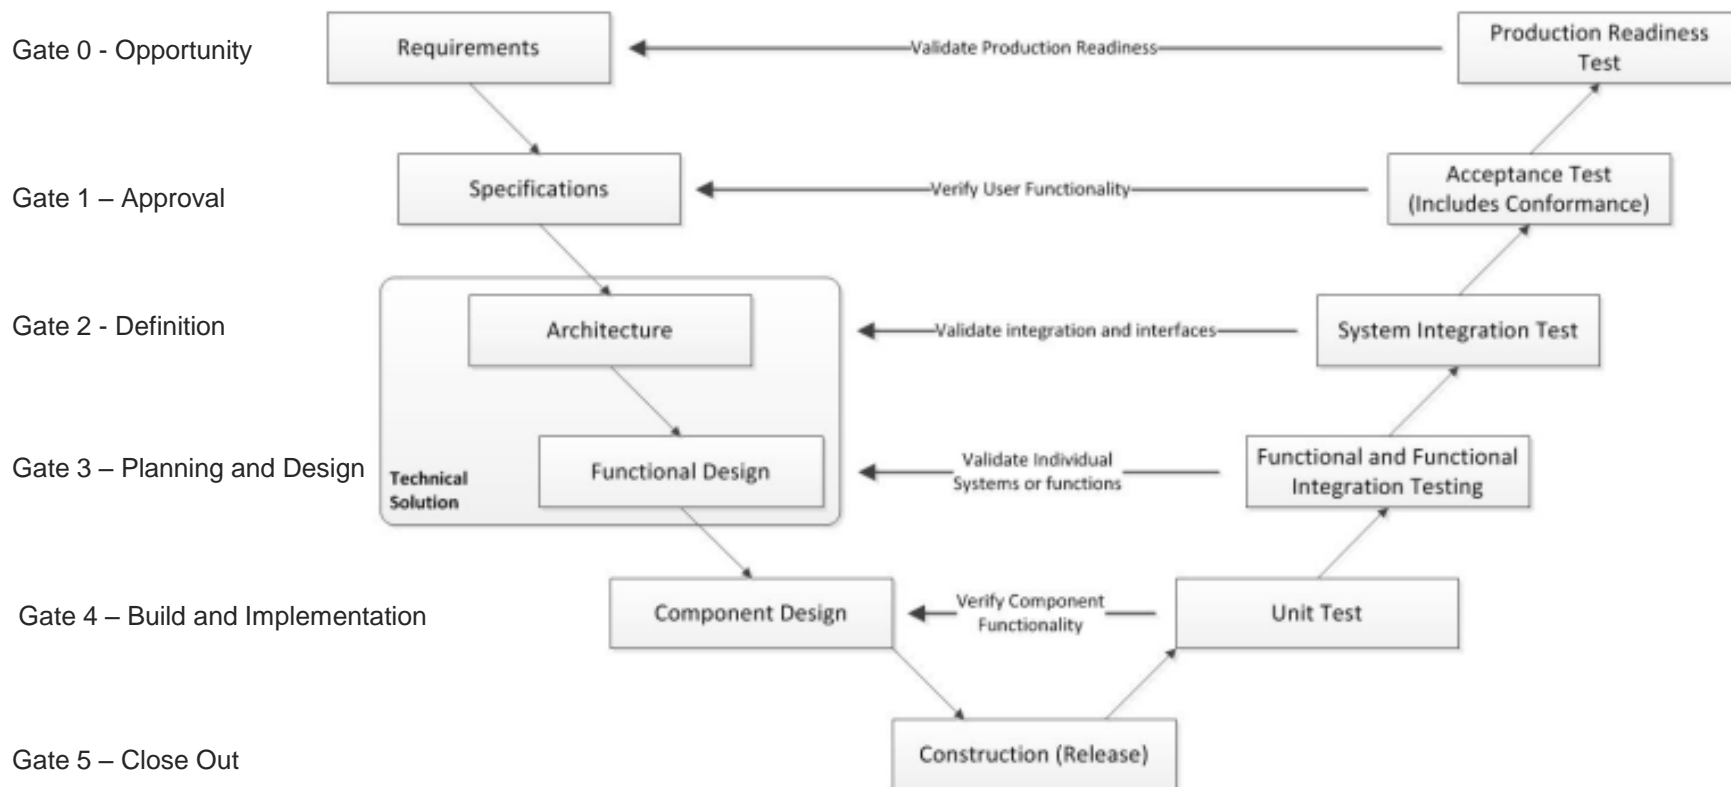 Gate 0 - Opportunity
Requirements
Validate Production Readiness
Production Readiness
Test
Gate 1 – Approval
Specifications
Verify User Functionality
Acceptance Test
(Includes Conformance)
Gate 2 - Definition
Architecture
Validate integration and interfaces
System Integration Test
Gate 3 – Planning and Design
Technical
Solution
Functional Design
Validate Individual
Systems or functions
Functional and Functional
Integration Testing
Gate 4 – Build and Implementation
Component Design
Verify Component
Functionality
Unit Test
Gate 5 – Close Out
Construction (Release)